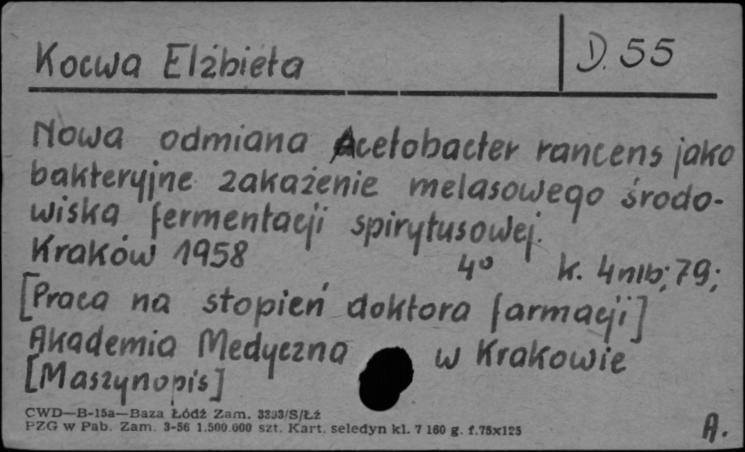 Kocwa Elżbieta
D. 55
Nowa odmiana Acetobacter rancens jako
bakteryjne zakażenie melasowego środo-
wiska fermentacji spirytusowej.
Kraków 1958 4° k. 4nlb; 79;
[Praca na stopień doktora farmacji]
Akademia Medyczna w Krakowie
[Maszynopis]
CWD—B-15a—Baza Łódź Zam. /S/Łż
PZG w Pab. Zam. 3-56 1.500.000 szt. Kart. seledyn kl. 7 160 g. f.75x125
A.